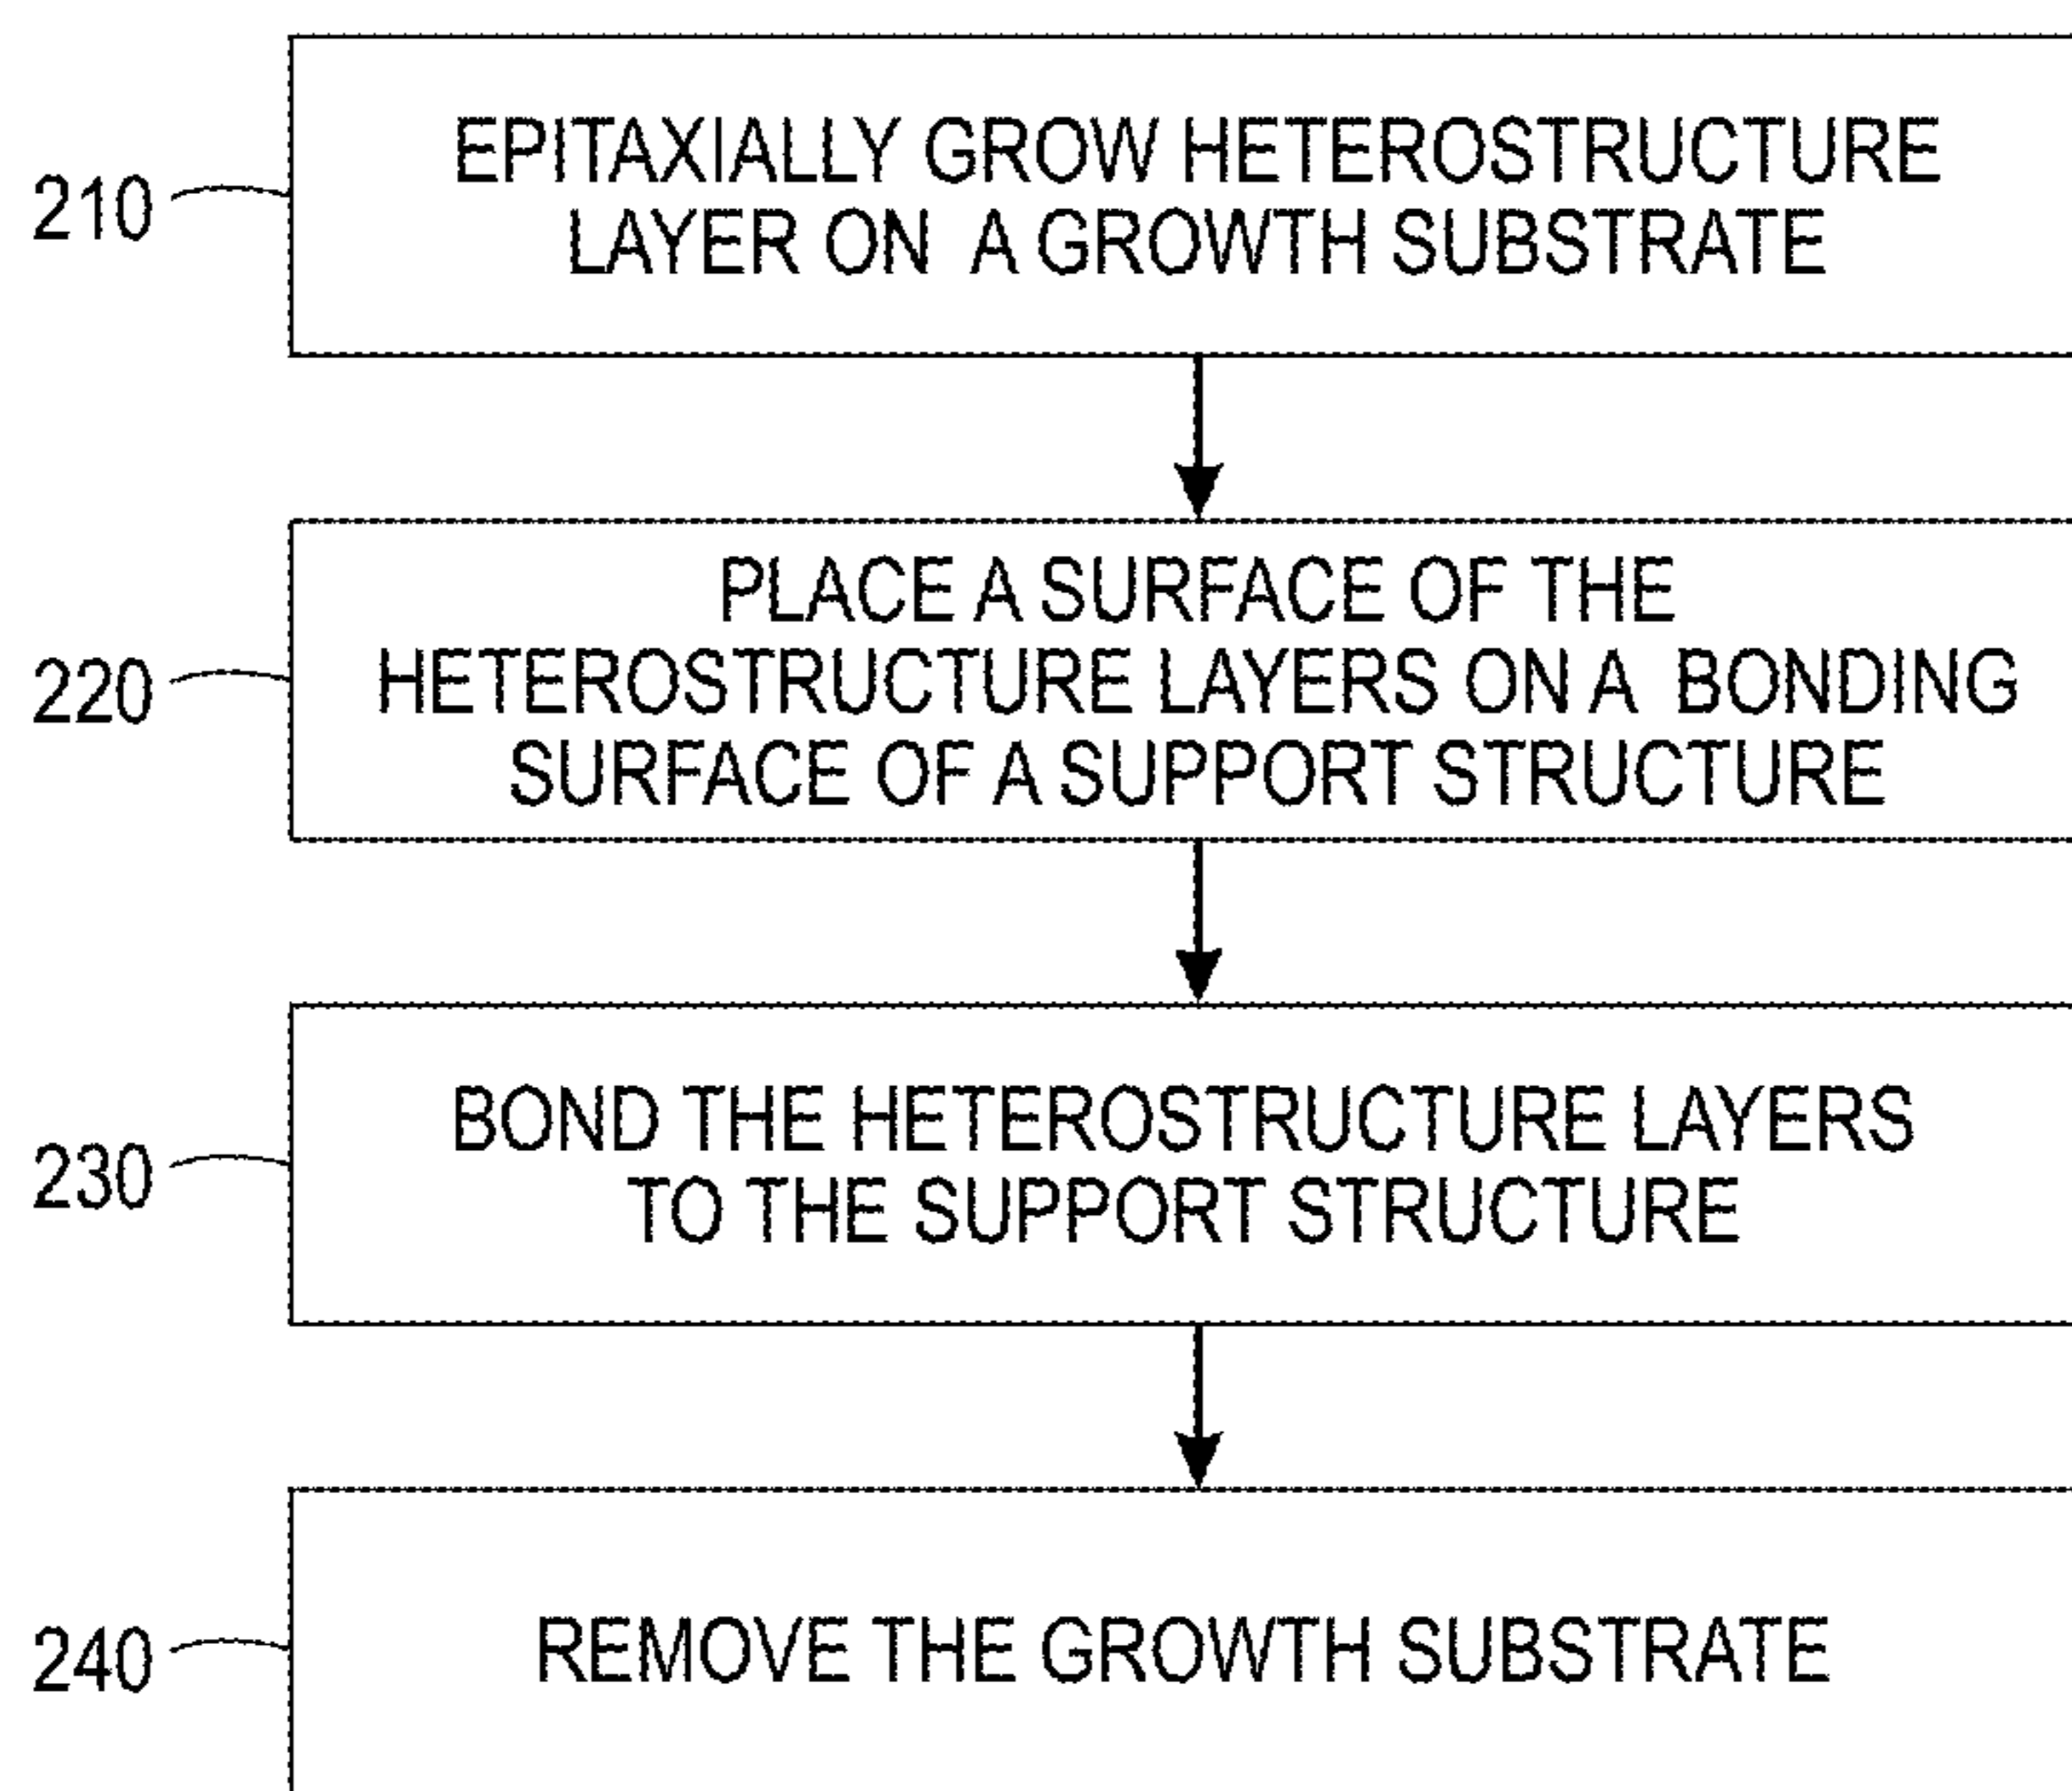 210
EPITAXIALLY GROW HETEROSTRUCTURE
LAYER ON A GROWTH SUBSTRATE
220
PLACE A SURFACE OF THE
HETEROSTRUCTURE LAYERS ON A BONDING
SURFACE OF A SUPPORT STRUCTURE
230
BOND THE HETEROSTRUCTURE LAYERS
TO THE SUPPORT STRUCTURE
240
REMOVE THE GROWTH SUBSTRATE